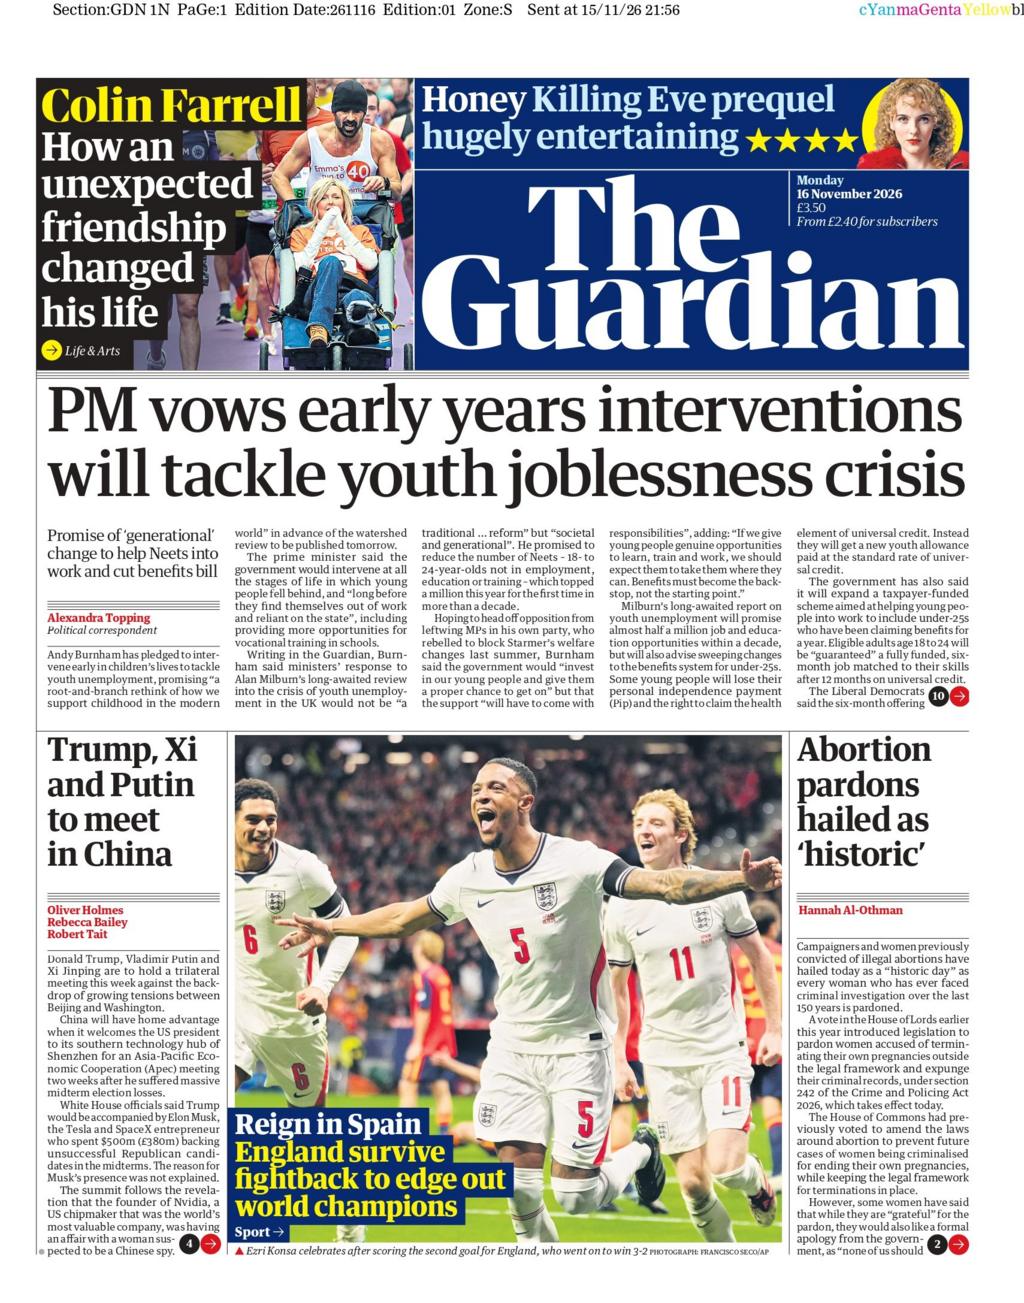 Section:GDN 1N PaGe:1 Edition Date:261116 Edition:01 Zone:S Sent at 15/11/26 21:56
cYanmaGentaYellowbl
Colin Farrell
How an
unexpected
friendship
changed
his life
Life & Arts
Emma's
run to
40
Honey Killing Eve prequel
hugely entertaining
The
Guardian
Monday
16 November 2026
£3.50
From £2.40 for subscribers
PM vows early years interventions
will tackle youth joblessness crisis
Promise of ‘generational’
change to help Neets into
work and cut benefits bill
Alexandra Topping
Political correspondent
Andy Burnham has pledged to inter-
vene early in children's lives to tackle
youth unemployment, promising “a
root-and-branch rethink of how we
support childhood in the modern
world” in advance of the watershed
review to be published tomorrow.
The prime minister said the
government would intervene at all
the stages of life in which young
people fell behind, and “long before
they find themselves out of work
and reliant on the state”, including
providing more opportunities for
vocational training in schools.
Writing in the Guardian, Burn-
ham said ministers' response to
Alan Milburn's long-awaited review
into the crisis of youth unemploy-
ment in the UK would not be “a
traditional ... reform” but “societal
and generational”. He promised to
reduce the number of Neets – 18- to
24-year-olds not in employment,
education or training – which topped
a million this year for the first time in
more than a decade.
Hoping to head off opposition from
leftwing MPs in his own party, who
rebelled to block Starmer's welfare
changes last summer, Burnham
said the government would “invest
in our young people and give them
a proper chance to get on” but that
the support “will have to come with
responsibilities”, adding: “If we give
young people genuine opportunities
to learn, train and work, we should
expect them to take them where they
can. Benefits must become the back-
stop, not the starting point.”
Milburn's long-awaited report on
youth unemployment will promise
almost half a million job and educa-
tion opportunities within a decade,
but will also advise sweeping changes
to the benefits system for under-25s.
Some young people will lose their
personal independence payment
(Pip) and the right to claim the health
element of universal credit. Instead
they will get a new youth allowance
paid at the standard rate of univer-
sal credit.
The government has also said
it will expand a taxpayer-funded
scheme aimed at helping young peo-
ple into work to include under-25s
who have been claiming benefits for
a year. Eligible adults age 18 to 24 will
be “guaranteed” a fully funded, six-
month job matched to their skills
after 12 months on universal credit.
The Liberal Democrats
said the six-month offering
10
Trump, Xi
and Putin
to meet
in China
Oliver Holmes
Rebecca Bailey
Robert Tait
Donald Trump, Vladimir Putin and
Xi Jinping are to hold a trilateral
meeting this week against the back-
drop of growing tensions between
Beijing and Washington.
China will have home advantage
when it welcomes the US president
to its southern technology hub of
Shenzhen for an Asia-Pacific Eco-
nomic Cooperation (Apec) meeting
two weeks after he suffered massive
midterm election losses.
White House officials said Trump
would be accompanied by Elon Musk,
the Tesla and SpaceX entrepreneur
who spent $500m (£380m) backing
unsuccessful Republican candi-
dates in the midterms. The reason for
Musk's presence was not explained.
The summit follows the revela-
tion that the founder of Nvidia, a
US chipmaker that was the world's
most valuable company, was having
an affair with a woman sus-
pected to be a Chinese spy.
4
6
6
5
5
11
11
Reign in Spain
England survive
fightback to edge out
world champions
Sport
Ezri Konsa celebrates after scoring the second goal for England, who went on to win 3-2 PHOTOGRAPH: FRANCISCO SECO/AP
Abortion
pardons
hailed as
‘historic’
Hannah Al-Othman
Campaigners and women previously
convicted of illegal abortions have
hailed today as a “historic day” as
every woman who has ever faced
criminal investigation over the last
150 years is pardoned.
A vote in the House of Lords earlier
this year introduced legislation to
pardon women accused of termin-
ating their own pregnancies outside
the legal framework and expunge
their criminal records, under section
242 of the Crime and Policing Act
2026, which takes effect today.
The House of Commons had pre-
viously voted to amend the laws
around abortion to prevent future
cases of women being criminalised
for ending their own pregnancies,
while keeping the legal framework
for terminations in place.
However, some women have said
that while they are “grateful” for the
pardon, they would also like a formal
apology from the govern-
ment, as “none of us should
2